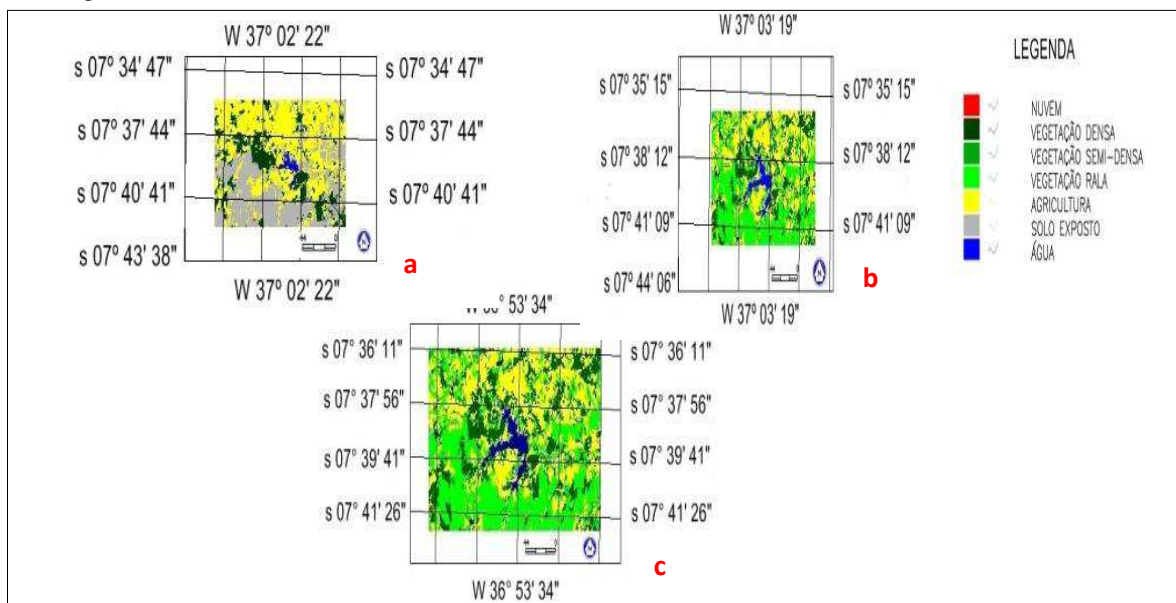 W 37º 02' 22"
s 07º 34' 47"
s 07º 34' 47"
s 07º 37' 44"
s 07º 37' 44"
s 07º 40' 41"
s 07º 40' 41"
s 07º 43' 38"
N
a
W 37º 02' 22"
W 37º 03' 19"
s 07º 35' 15"
s 07º 35' 15"
s 07º 38' 12"
s 07º 38' 12"
s 07º 41' 09"
s 07º 41' 09"
s 07º 44' 06"
N
b
W 37º 03' 19"
LEGENDA
NUVEM
VEGETAÇÃO DENSA
VEGETAÇÃO SEMI-DENSA
VEGETAÇÃO RALA
AGRICULTURA
SOLO EXPOSTO
ÁGUA
53' 34"
s 07° 36' 11"
s 07° 36' 11"
s 07° 37' 56"
s 07° 37' 56"
s 07° 39' 41"
s 07° 39' 41"
s 07° 41' 26"
s 07° 41' 26"
N
c
W 36° 53' 34"